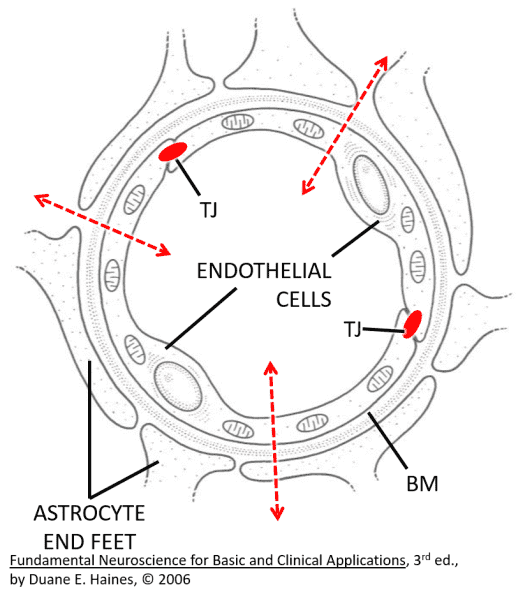 TJ
ENDOTHELIAL
CELLS
TJ
BM
ASTROCYTE
END FEET
Fundamental Neuroscience for Basic and Clinical Applications, 3rd ed.,
by Duane E. Haines, © 2006